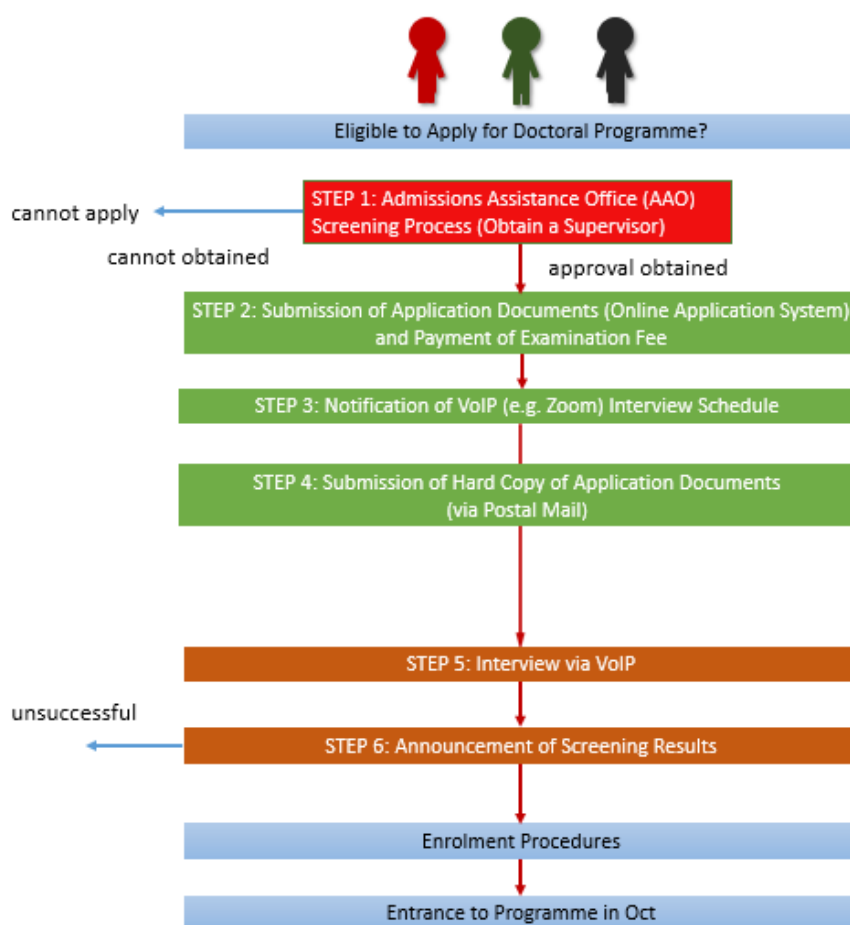 Eligible to Apply for Doctoral Programme?
STEP 1: Admissions Assistance Office (AAO)
Screening Process (Obtain a Supervisor)
cannot apply
cannot obtained
approval obtained
STEP 2: Submission of Application Documents (Online Application System)
and Payment of Examination Fee
STEP 3: Notification of VoIP (e.g. Zoom) Interview Schedule
STEP 4: Submission of Hard Copy of Application Documents
(via Postal Mail)
STEP 5: Interview via VoIP
unsuccessful
STEP 6: Announcement of Screening Results
Enrolment Procedures
Entrance to Programme in Oct